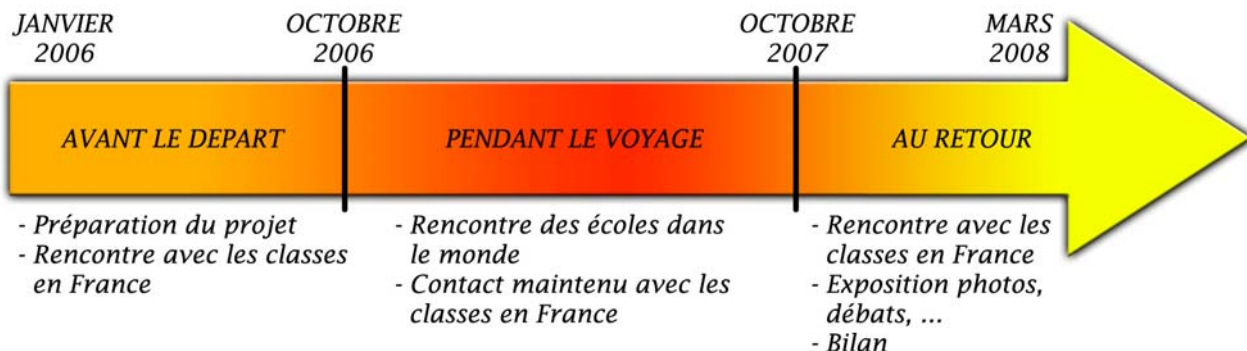 JANVIER
2006
OCTOBRE
2006
OCTOBRE
2007
MARS
2008
AVANT LE DEPART
PENDANT LE VOYAGE
AU RETOUR
- Préparation du projet
- Rencontre avec les classes
en France
- Rencontre des écoles dans
le monde
- Contact maintenu avec les
classes en France
- Rencontre avec les
classes en France
- Exposition photos,
débats, ...
- Bilan